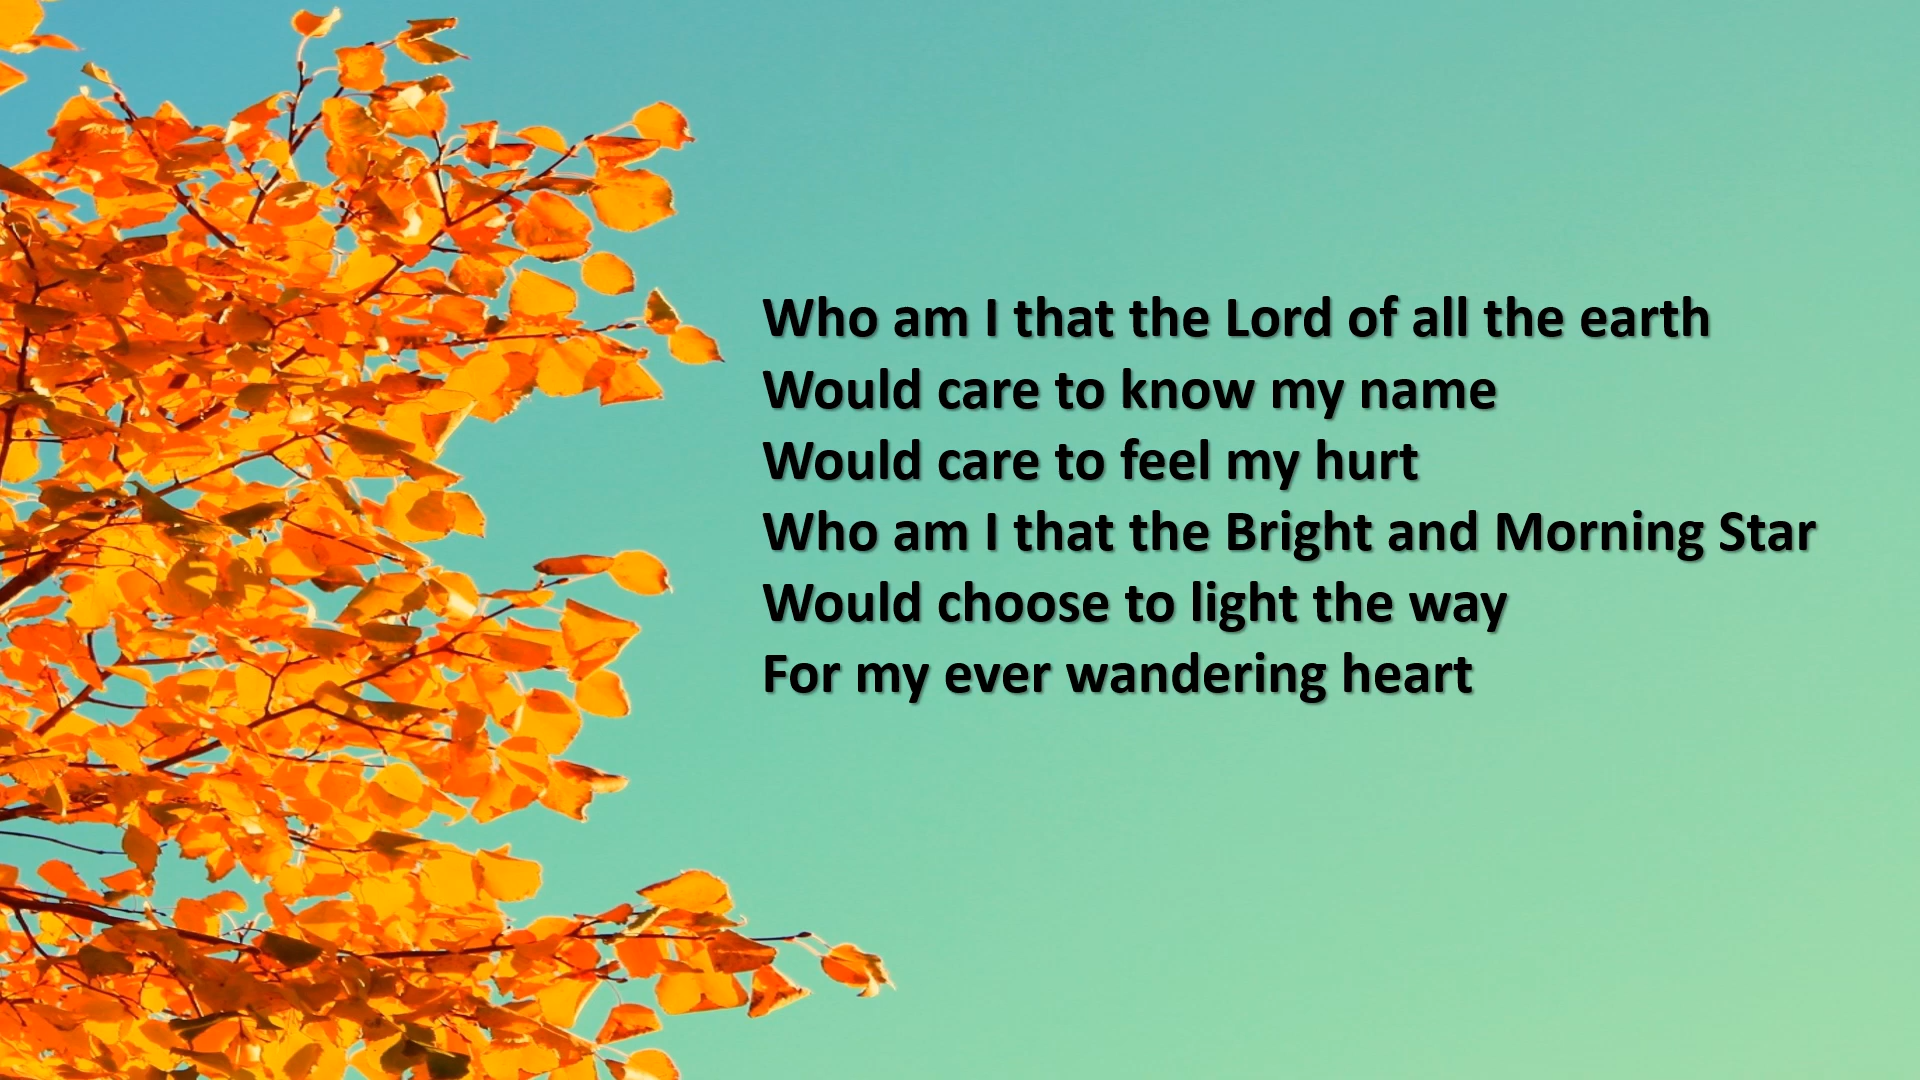 Who am I that the Lord of all the earth
Would care to know my name
Would care to feel my hurt
Who am I that the Bright and Morning Star
Would choose to light the way
For my ever wandering heart